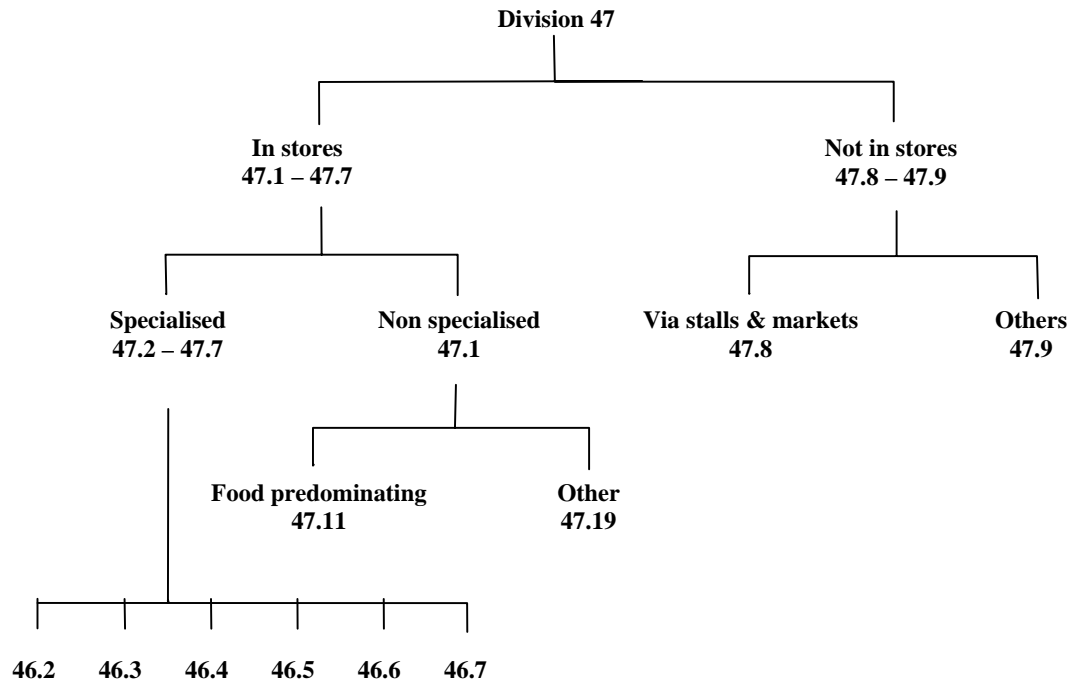 Division 47
In stores
47.1 – 47.7
Not in stores
47.8 – 47.9
Specialised
47.2 – 47.7
Non specialised
47.1
Via stalls & markets
47.8
Others
47.9
Food predominating
47.11
Other
47.19
46.2 46.3 46.4 46.5 46.6 46.7